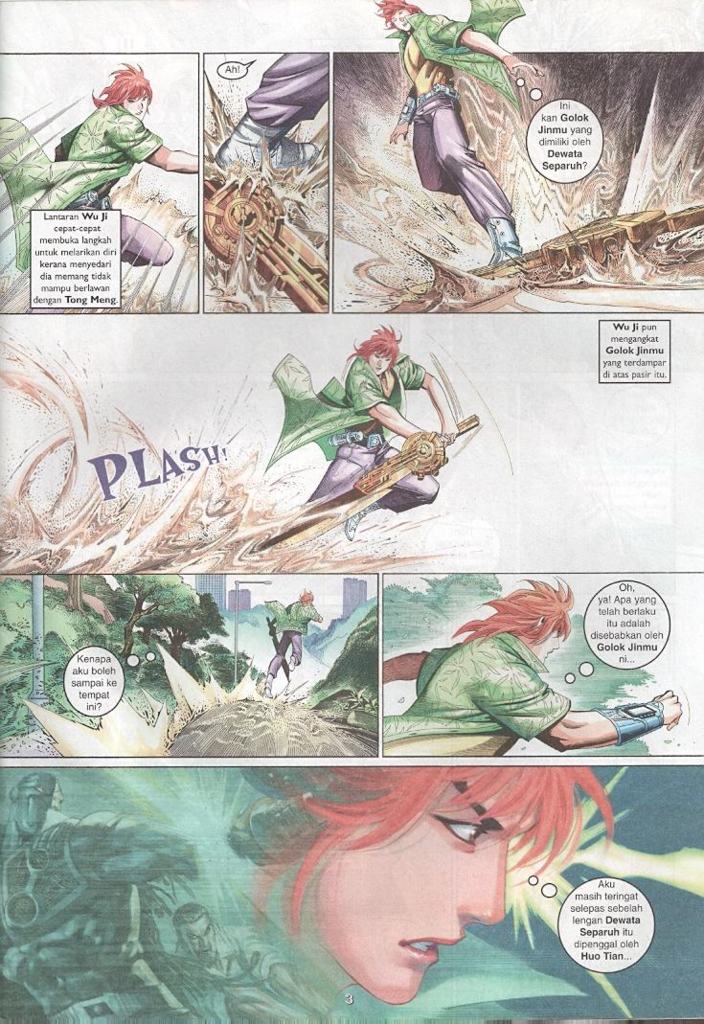 Lantaran Wu Ji
cepat-cepat
membuka langkah
untuk melarikan diri
kerana menyedari
dia memang tidak
mampu berlawan
dengan Tong Meng.
Ah!
Ini
kan Golok
Jinmu yang
dimiliki oleh
Dewata
Separuh?
Wu Ji pun
mengangkat
Golok Jinmu
yang terdampar
di atas pasir itu.
PLASH!
Kenapa
aku boleh
sampai ke
tempat
ini?
Oh,
ya! Apa yang
telah berlaku
itu adalah
disebabkan oleh
Golok Jinmu
ni...
Aku
masih teringat
selepas sebelah
lengan Dewata
Separuh itu
dipenggal oleh
Huo Tian...
3